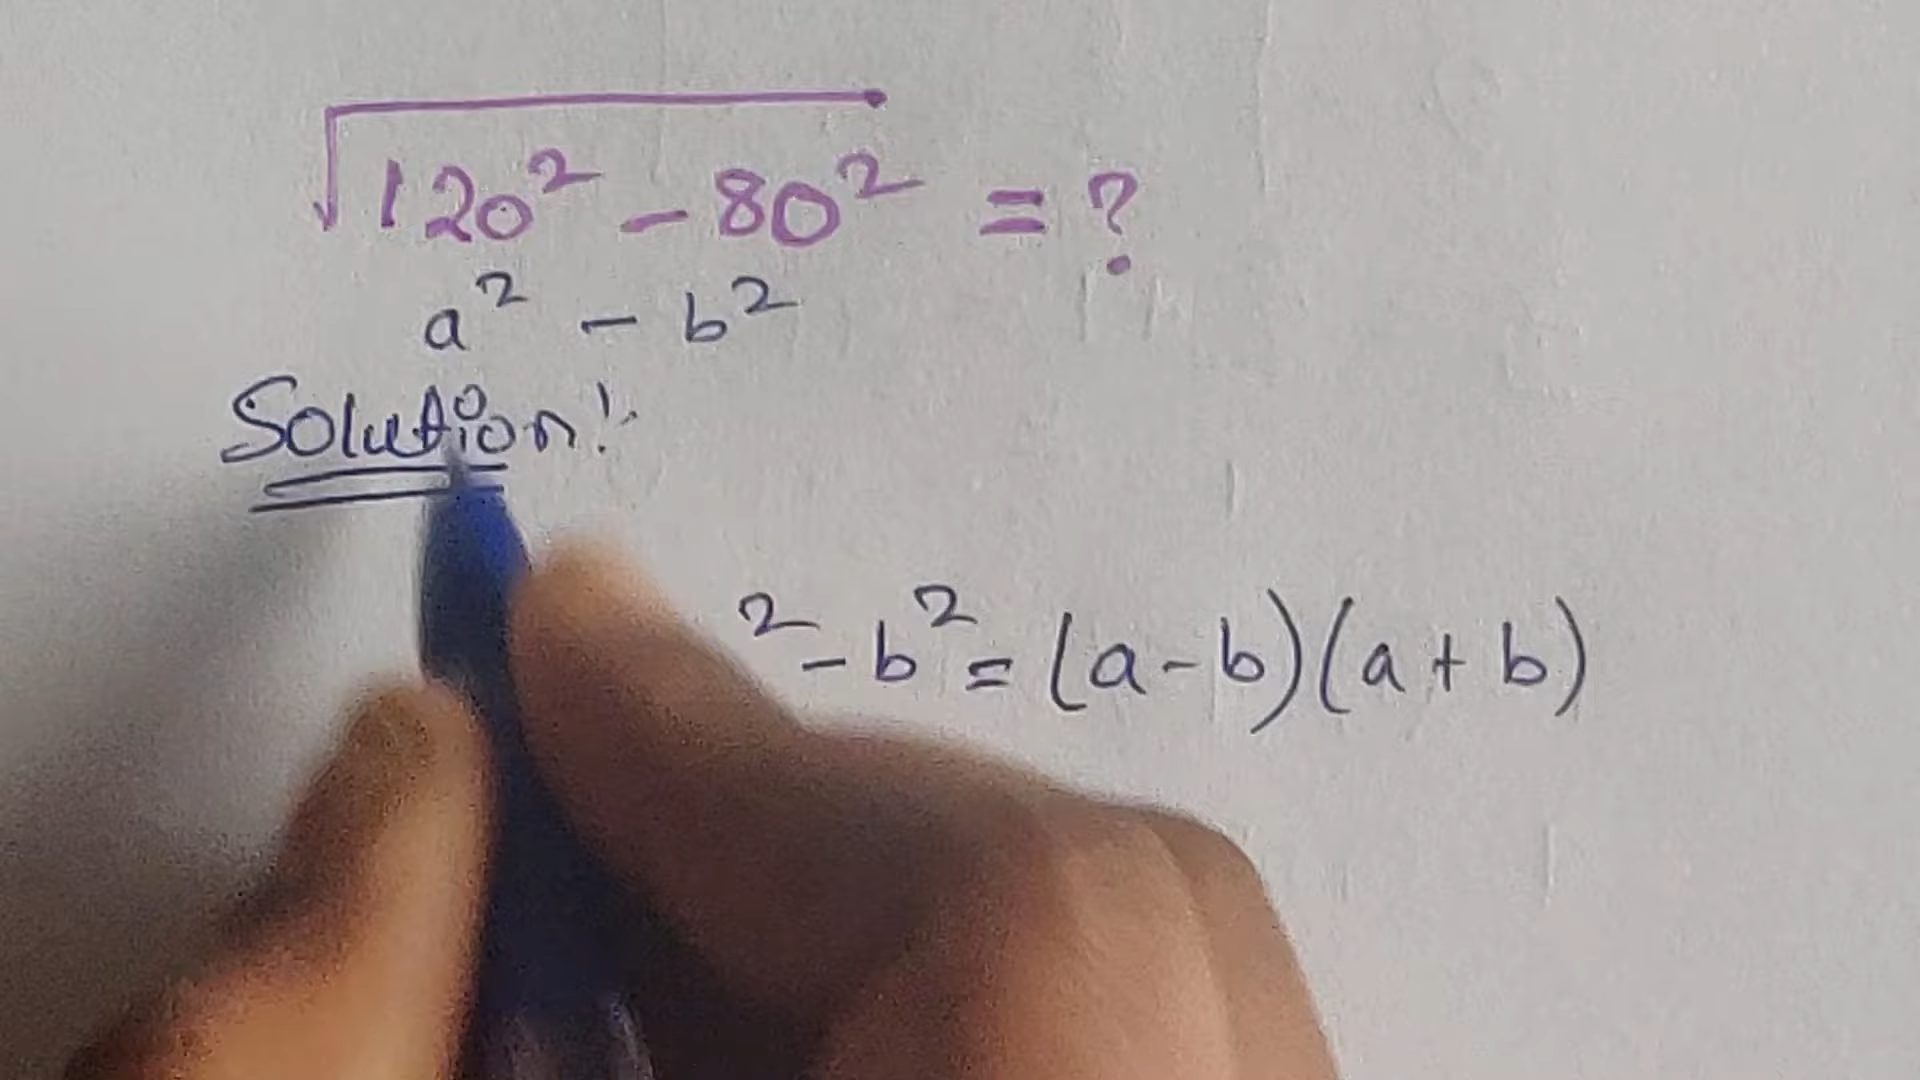 √120² - 80² = ?
a² - b²
Solution:
² - b² = (a - b)(a + b)